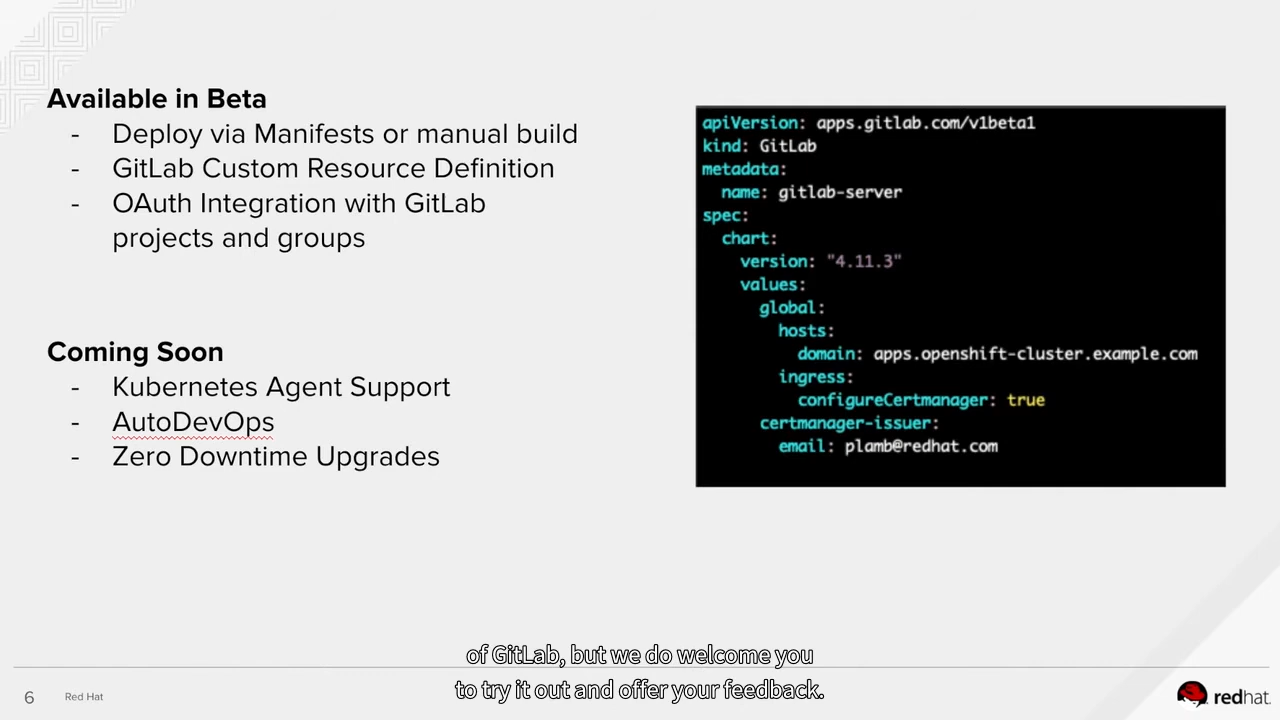 Available in Beta
- Deploy via Manifests or manual build
- GitLab Custom Resource Definition
- OAuth Integration with GitLab
projects and groups
Coming Soon
- Kubernetes Agent Support
- AutoDevOps
- Zero Downtime Upgrades
apiVersion: apps.gitlab.com/v1beta1
kind: GitLab
metadata:
  name: gitlab-server
spec:
  chart:
    version: "4.11.3"
    values:
      global:
        hosts:
          domain: apps.openshift-cluster.example.com
        ingress:
          configureCertmanager: true
      certmanager-issuer:
        email: plamb@redhat.com
of GitLab, but we do welcome you
to try it out and offer your feedback.
6 Red Hat
redhat.